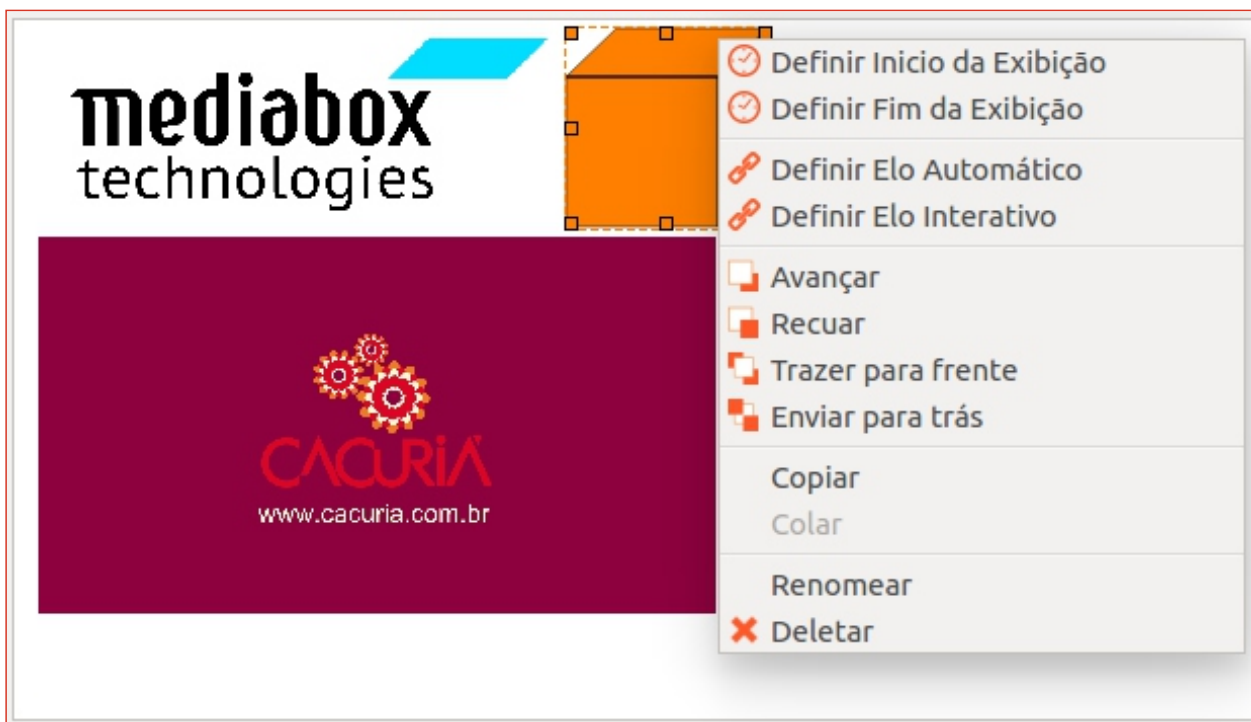 mediabox
technologies
CACURIÁ
www.cacuria.com.br
Definir Inicio da Exibição
Definir Fim da Exibição
Definir Elo Automático
Definir Elo Interativo
Avançar
Recuar
Trazer para frente
Enviar para trás
Copiar
Colar
Renomear
Deletar